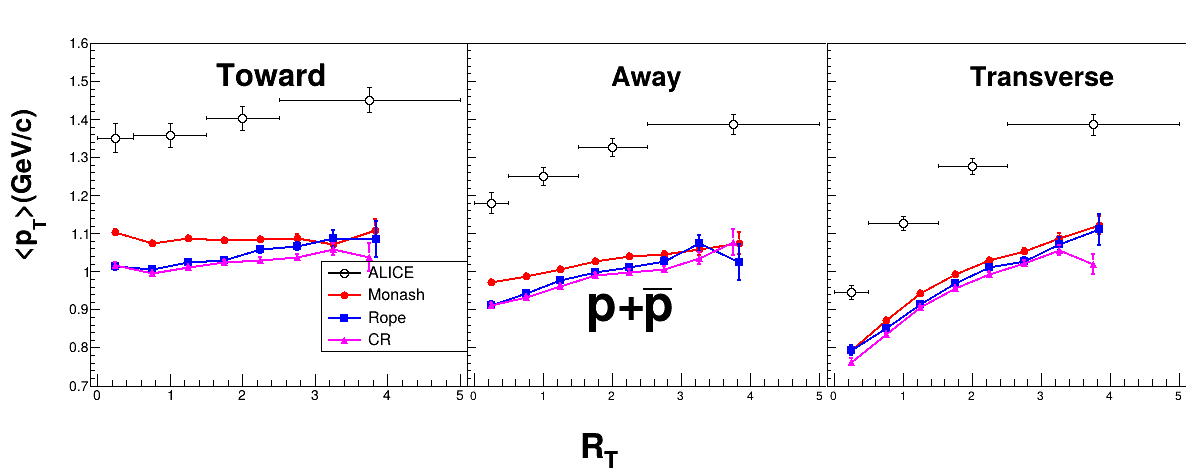 Toward
Away
Transverse
<p_T>(GeV/c)
1.6
1.5
1.4
1.3
1.2
1.1
1
0.9
0.8
0.7
ALICE
Monash
Rope
CR
p+p̅
0 1 2 3 4 5
0 1 2 3 4 5
0 1 2 3 4 5
R_T